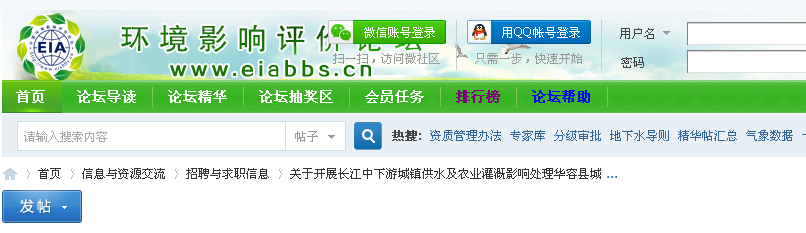 EIA
环境影响评价论坛
www.eiabbs.cn
微信账号登录
扫一扫，访问微社区
用QQ帐号登录
只需一步，快速开始
用户名
密码
首页 论坛导读 论坛精华 论坛抽奖区 会员任务 排行榜 论坛帮助
请输入搜索内容 帖子 热搜: 资质管理办法 专家库 分级审批 地下水导则 精华帖汇总 气象数据
首页 › 信息与资源交流 › 招聘与求职信息 › 关于开展长江中下游城镇供水及农业灌溉影响处理华容县城 ...
发帖